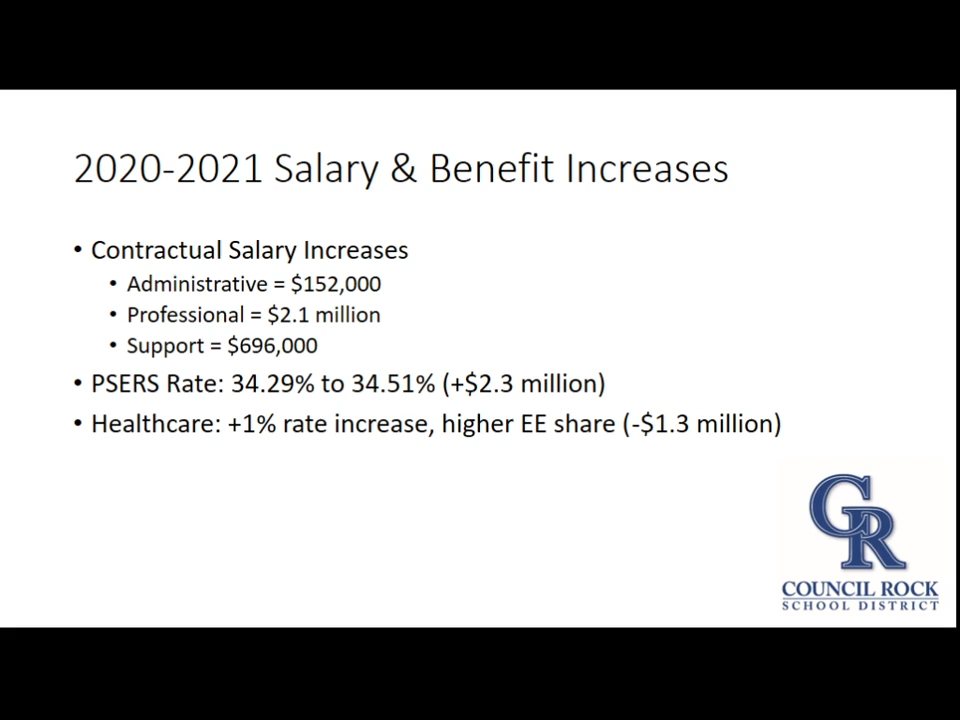 2020-2021 Salary & Benefit Increases
• Contractual Salary Increases
• Administrative = $152,000
• Professional = $2.1 million
• Support = $696,000
• PSERS Rate: 34.29% to 34.51% (+$2.3 million)
• Healthcare: +1% rate increase, higher EE share (-$1.3 million)
CR
COUNCIL ROCK
SCHOOL DISTRICT